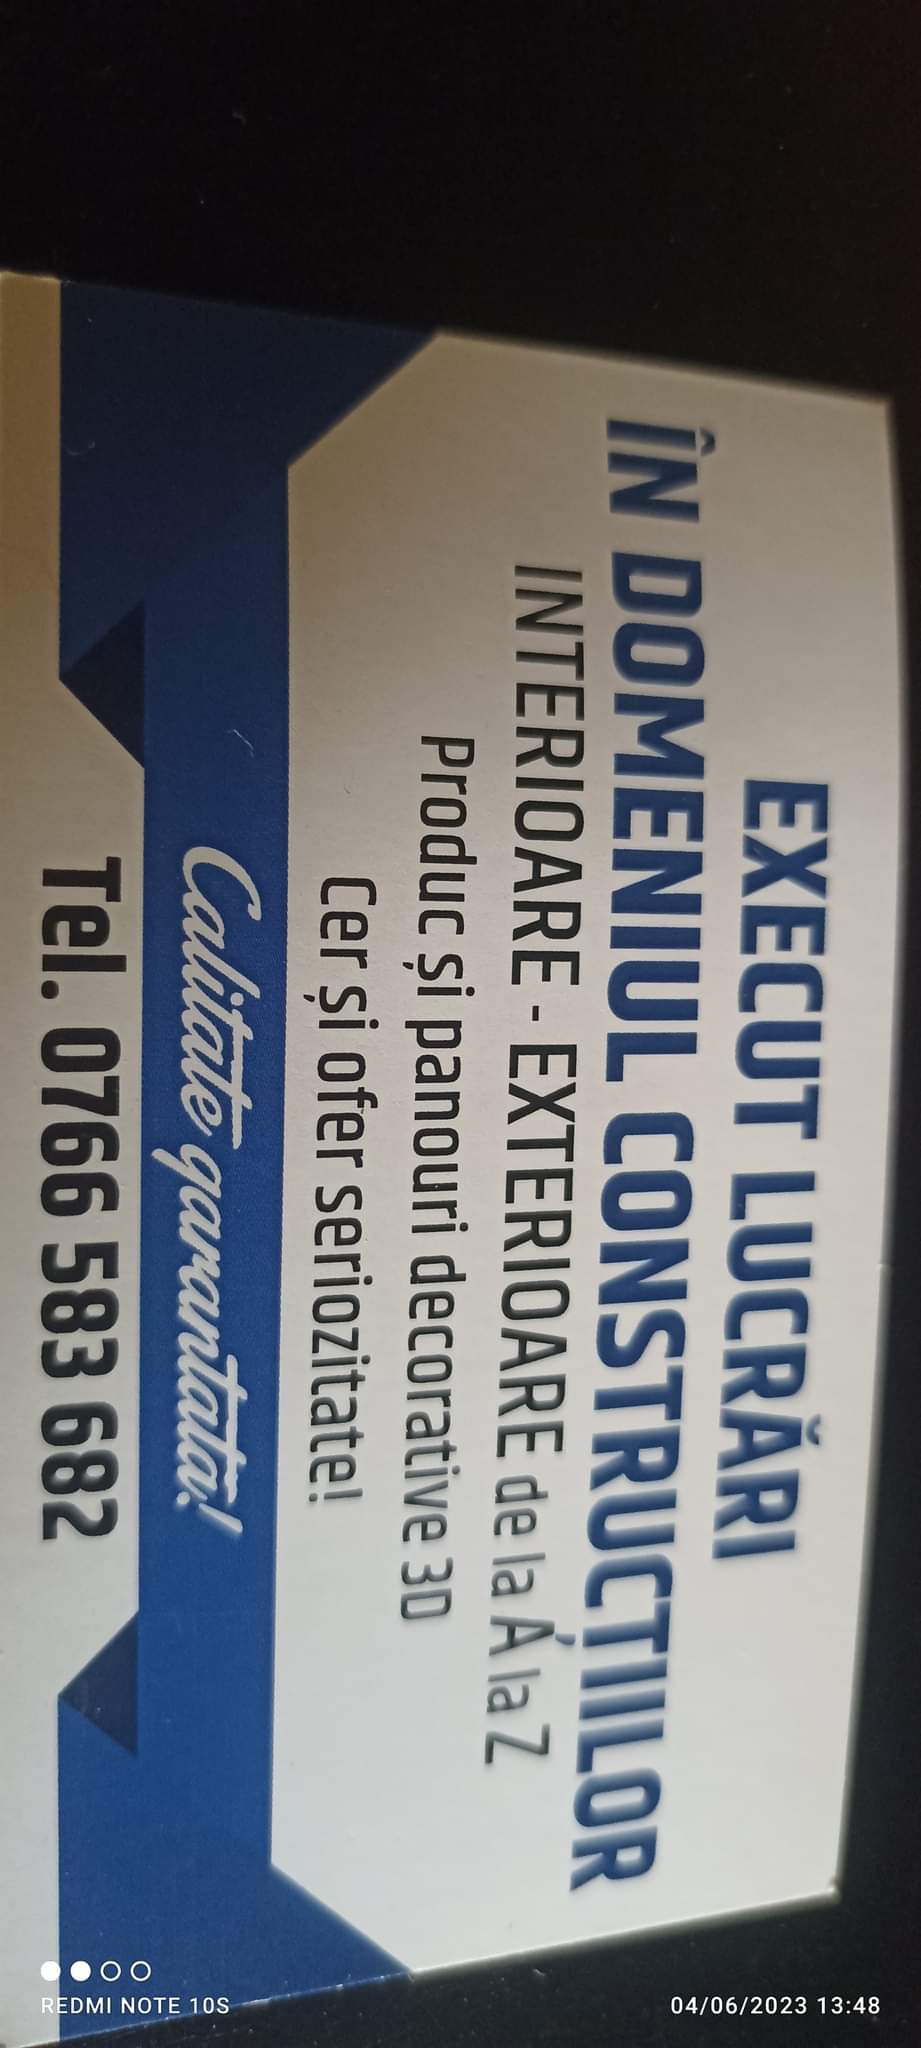 EXECUT LUCRĂRI
ÎN DOMENIUL CONSTRUCȚIILOR
INTERIOARE - EXTERIOARE de la A la Z
Produc și panouri decorative 3D
Cer și ofer seriozitate!
Calitate garantată!
Tel. 0766 583 682
REDMI NOTE 10S
04/06/2023 13:48